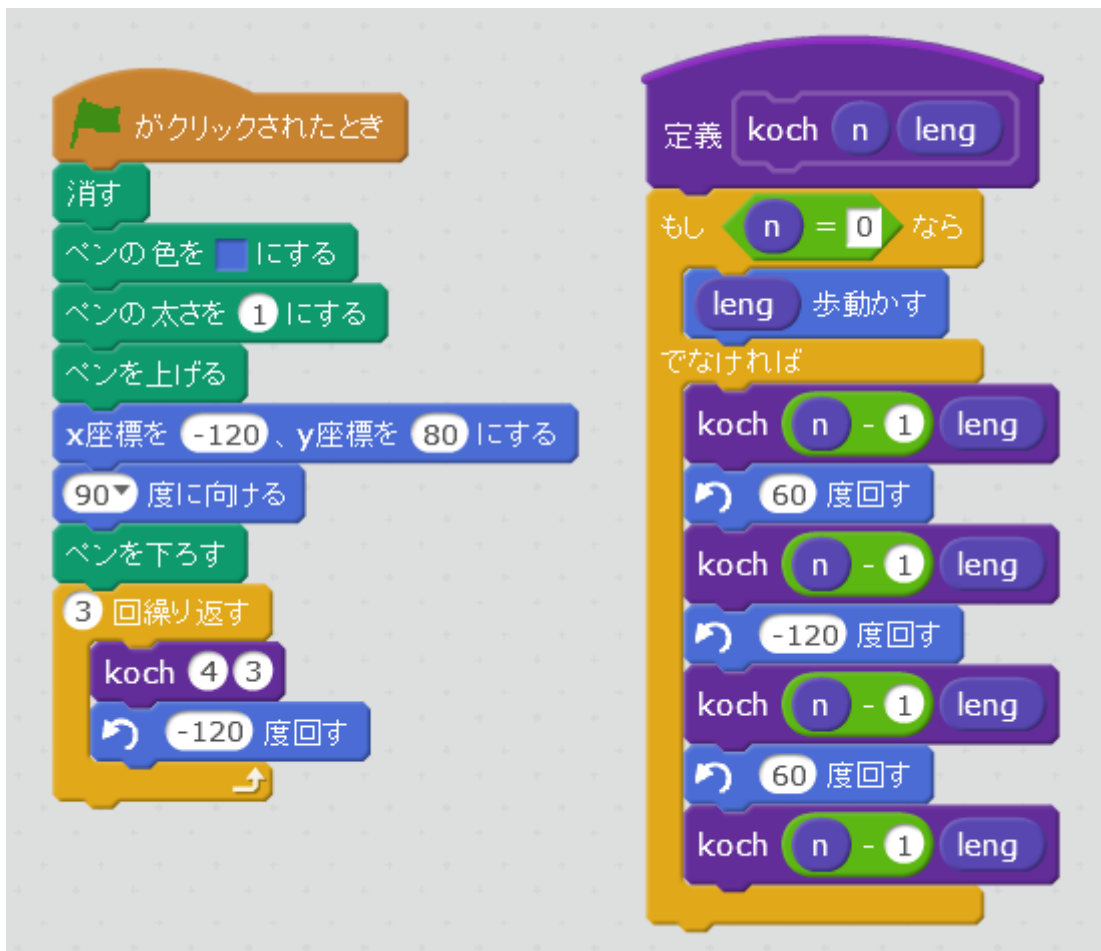 がクリックされたとき
消す
ペンの色を にする
ペンの太さを 1 にする
ペンを上げる
x座標を -120 、y座標を 80 にする
90▼ 度に向ける
ペンを下ろす
3 回繰り返す
koch 4 3
-120 度回す
定義 koch n leng
もし n = 0 なら
leng 歩動かす
でなければ
koch n - 1 leng
60 度回す
koch n - 1 leng
-120 度回す
koch n - 1 leng
60 度回す
koch n - 1 leng